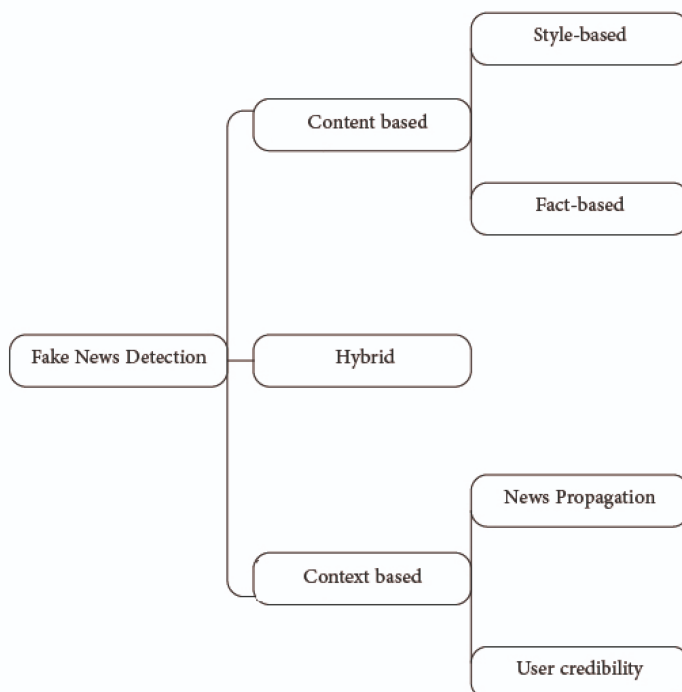 Style-based
Content based
Fact-based
Fake News Detection
Hybrid
News Propagation
Context based
User credibility